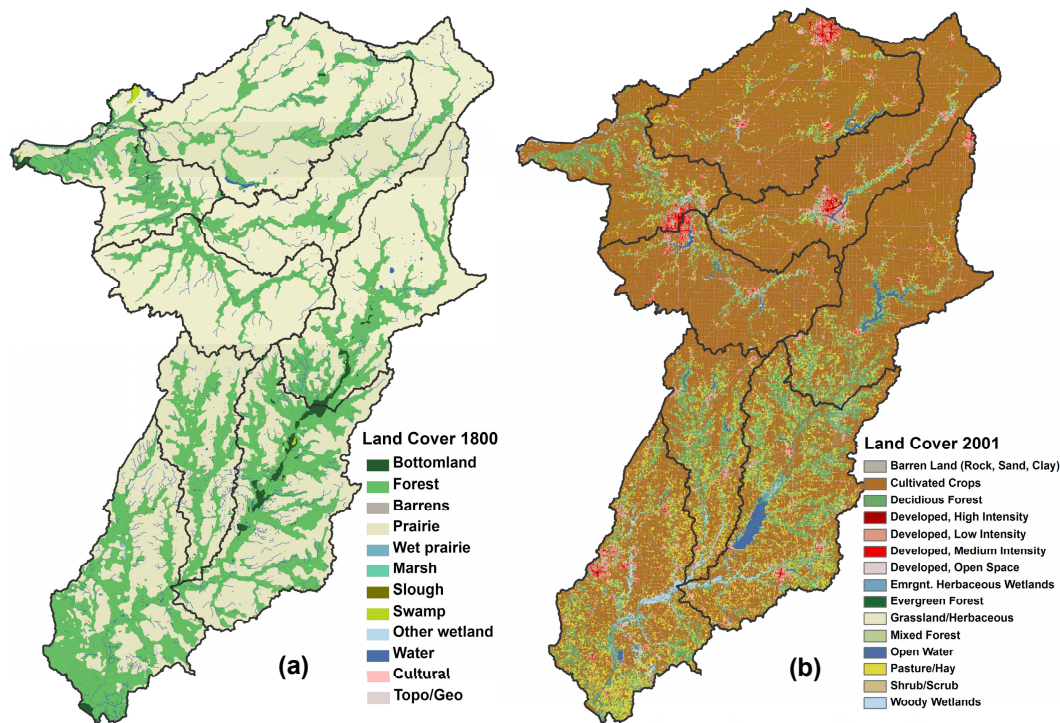 Land Cover 1800
Bottomland
Forest
Barrens
Prairie
Wet prairie
Marsh
Slough
Swamp
Other wetland
Water
Cultural
Topo/Geo
(a)
Land Cover 2001
Barren Land (Rock, Sand, Clay)
Cultivated Crops
Decidious Forest
Developed, High Intensity
Developed, Low Intensity
Developed, Medium Intensity
Developed, Open Space
Emrgnt. Herbaceous Wetlands
Evergreen Forest
Grassland/Herbaceous
Mixed Forest
Open Water
Pasture/Hay
Shrub/Scrub
Woody Wetlands
(b)